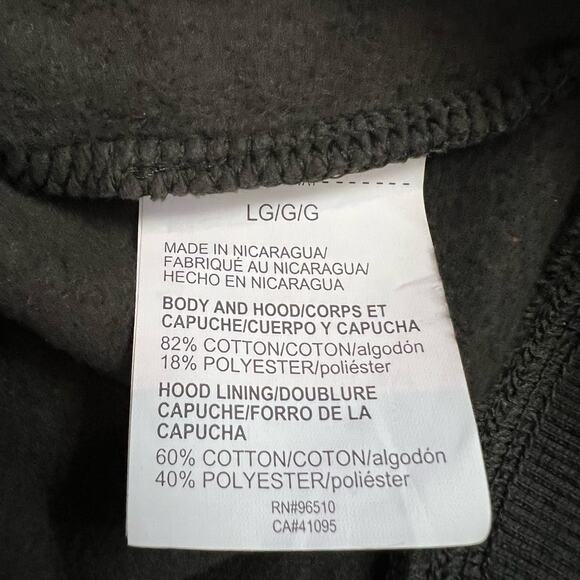 LG/G/G
MADE IN NICARAGUA/
FABRIQUÉ AU NICARAGUA/
HECHO EN NICARAGUA
BODY AND HOOD/CORPS ET
CAPUCHE/CUERPO Y CAPUCHA
82% COTTON/COTON/algodón
18% POLYESTER/poliéster
HOOD LINING/DOUBLURE
CAPUCHE/FORRO DE LA
CAPUCHA
60% COTTON/COTON/algodón
40% POLYESTER/poliéster
RN#96510
CA#41095